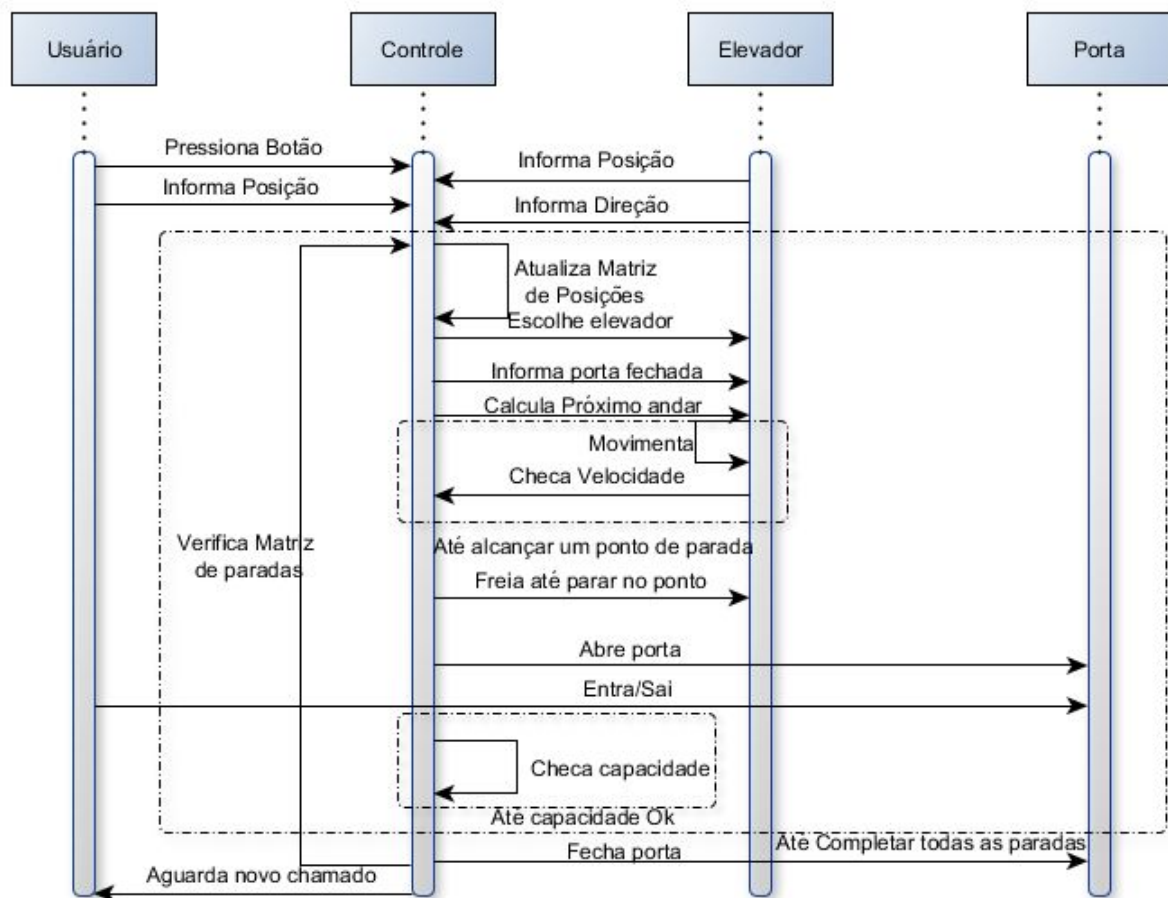 Usuário
Controle
Elevador
Porta
Pressiona Botão
Informa Posição
Informa Posição
Informa Direção
Atualiza Matriz
de Posições
Escolhe elevador
Informa porta fechada
Calcula Próximo andar
Movimenta
Checa Velocidade
Verifica Matriz
de paradas
Até alcançar um ponto de parada
Freia até parar no ponto
Abre porta
Entra/Sai
Checa capacidade
Até capacidade Ok
Fecha porta
Ate Completar todas as paradas
Aguarda novo chamado